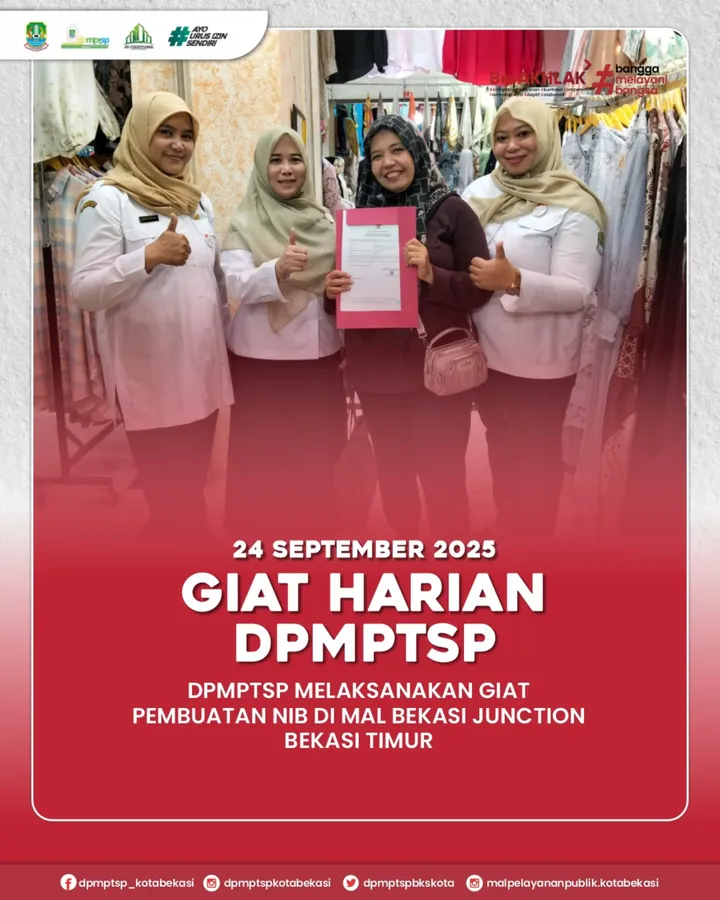 dpmptsp
#AYO
URUS IZIN
SENDIRI
BerAKHLAK
#bangga
melayani
bangsa
24 SEPTEMBER 2025
GIAT HARIAN
DPMPTSP
DPMPTSP MELAKSANAKAN GIAT
PEMBUATAN NIB DI MAL BEKASI JUNCTION
BEKASI TIMUR
dpmptsp_kotabekasi dpmptspkotabekasi dpmptspbkskota malpelayananpublik.kotabekasi